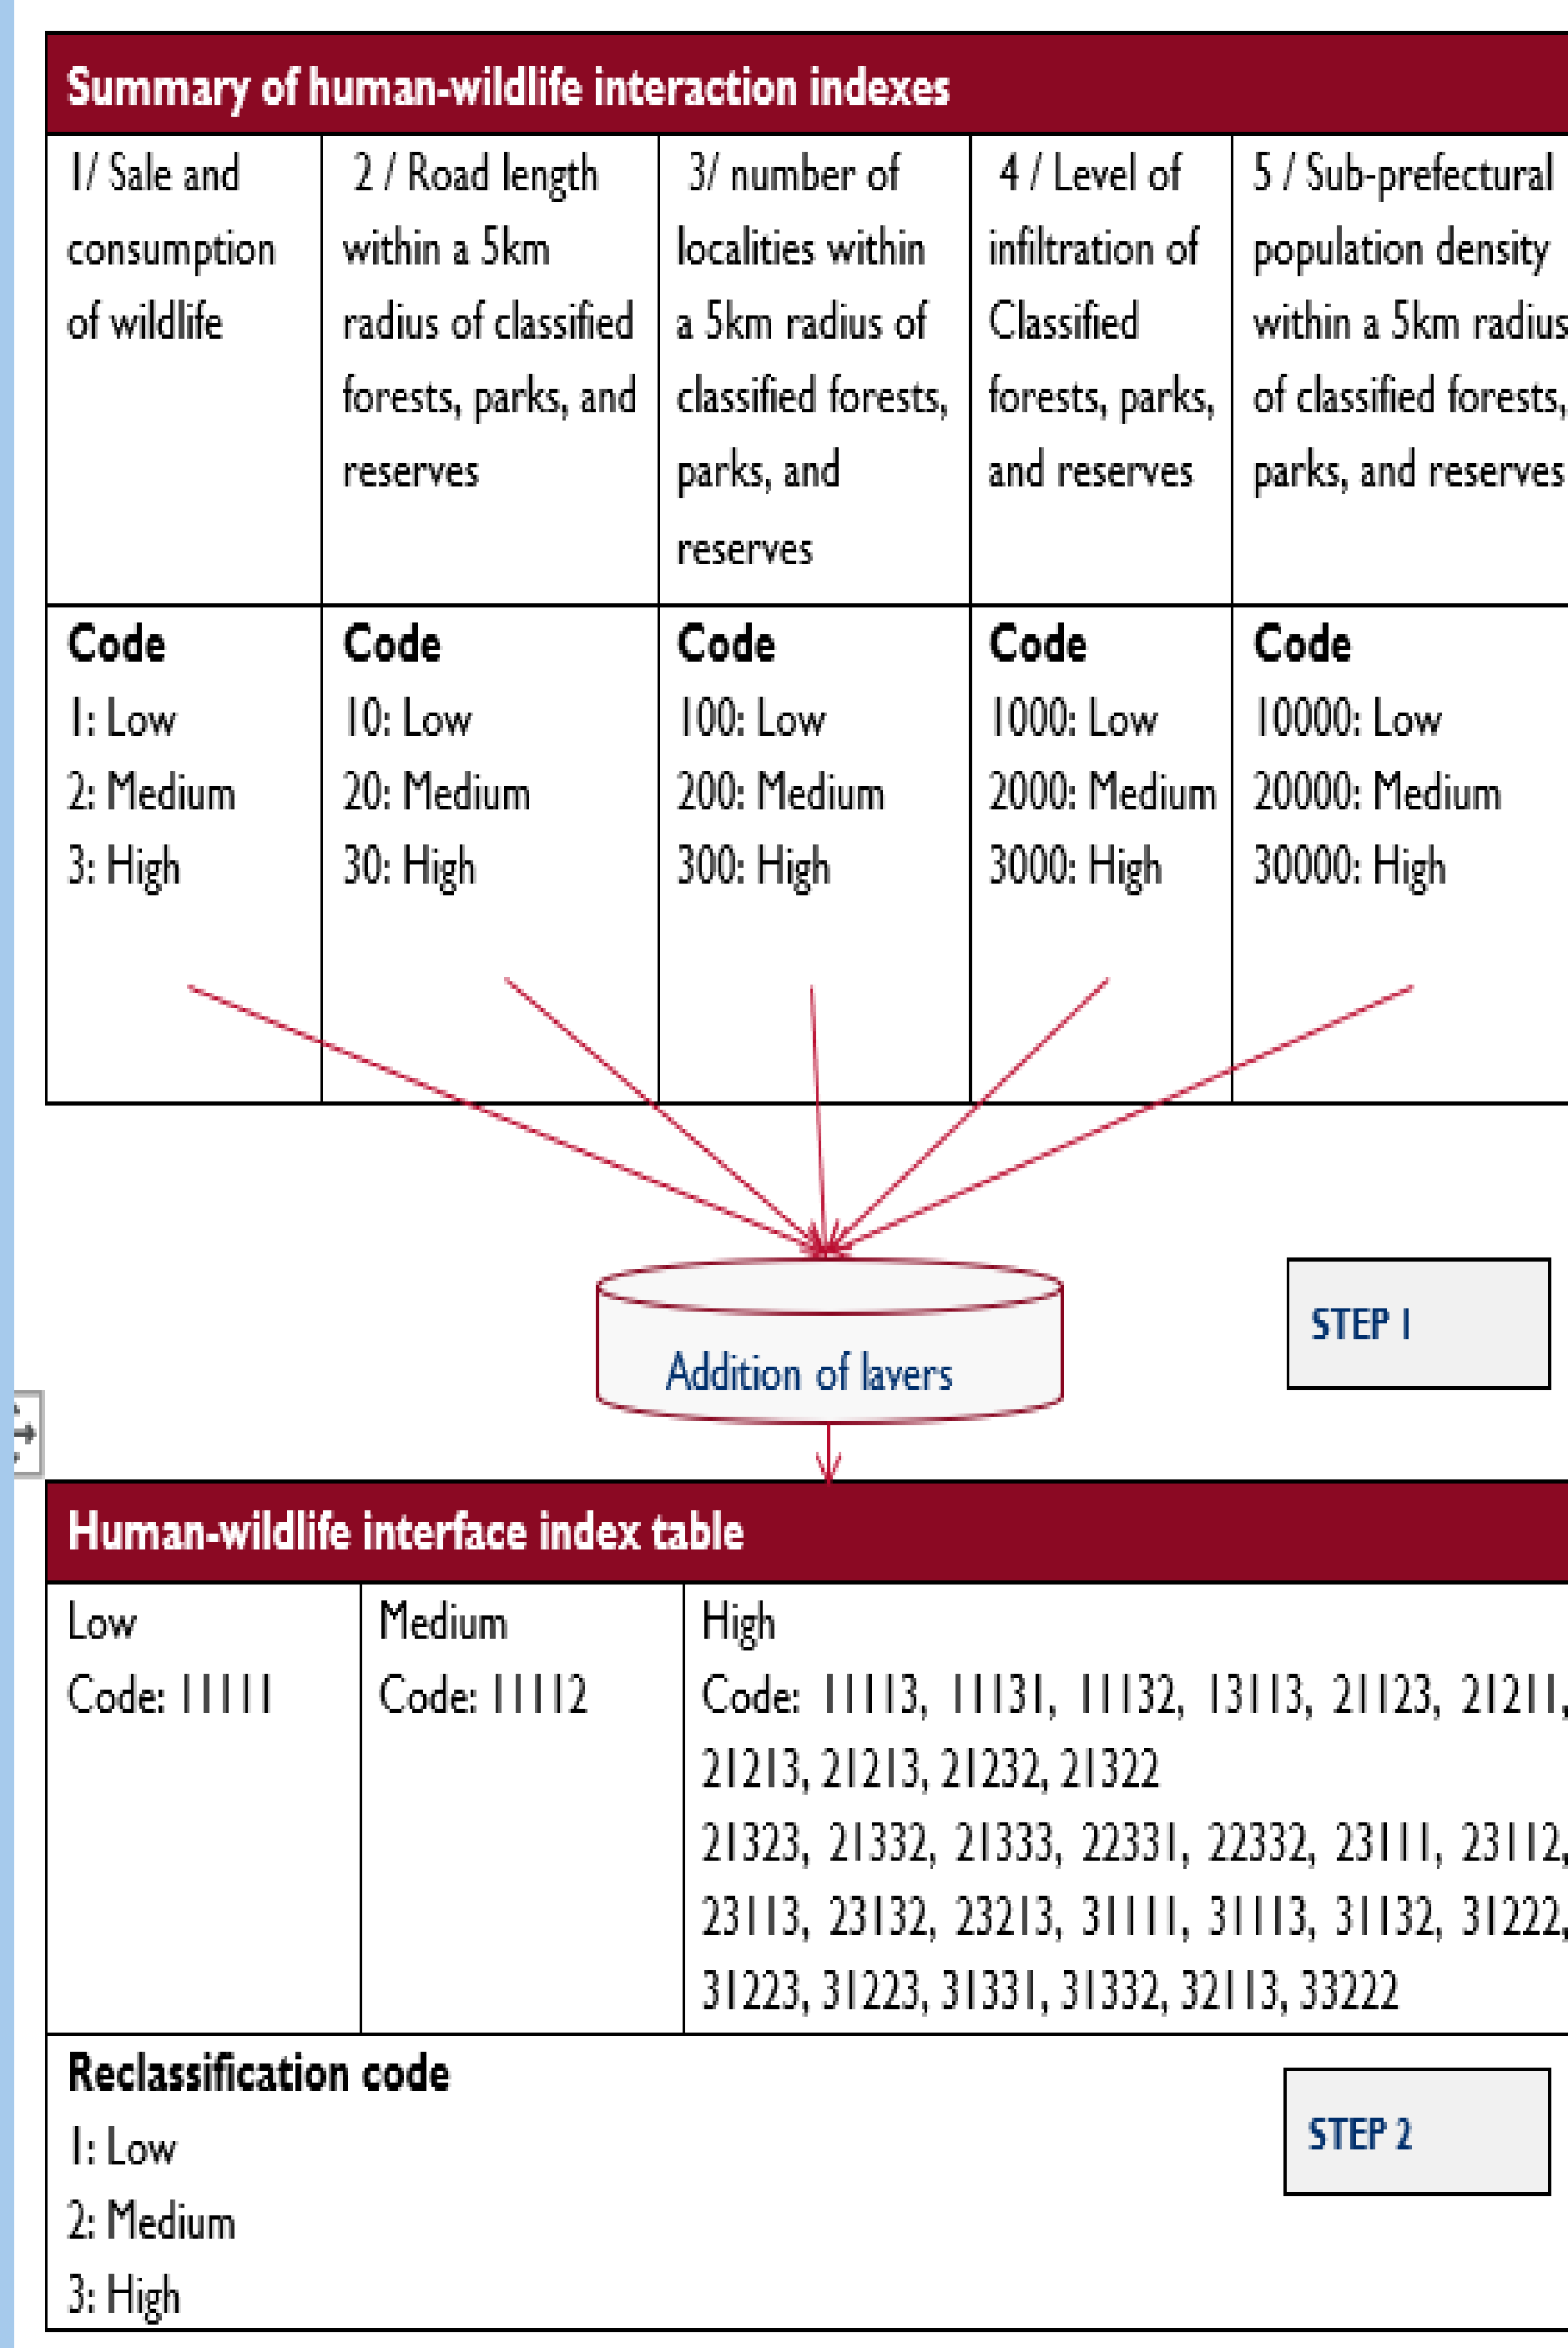 Summary of human-wildlife interaction indexes
1/ Sale and
consumption
of wildlife
2 / Road length
within a 5km
radius of classified
forests, parks, and
reserves
3/ number of
localities within
a 5km radius of
classified forests,
parks, and
reserves
4 / Level of
infiltration of
Classified
forests, parks,
and reserves
5 / Sub-prefectural
population density
within a 5km radius
of classified forests,
parks, and reserves
Code
1: Low
2: Medium
3: High
Code
10: Low
20: Medium
30: High
Code
100: Low
200: Medium
300: High
Code
1000: Low
2000: Medium
3000: High
Code
10000: Low
20000: Medium
30000: High
Addition of layers
STEP 1
Human-wildlife interface index table
Low
Code: 11111
Medium
Code: 11112
High
Code: 11113, 11131, 11132, 13113, 21123, 21211,
21213, 21213, 21232, 21322
21323, 21332, 21333, 22331, 22332, 23111, 23112,
23113, 23132, 23213, 31111, 31113, 31132, 31222,
31223, 31223, 31331, 31332, 32113, 33222
Reclassification code
1: Low
2: Medium
3: High
STEP 2